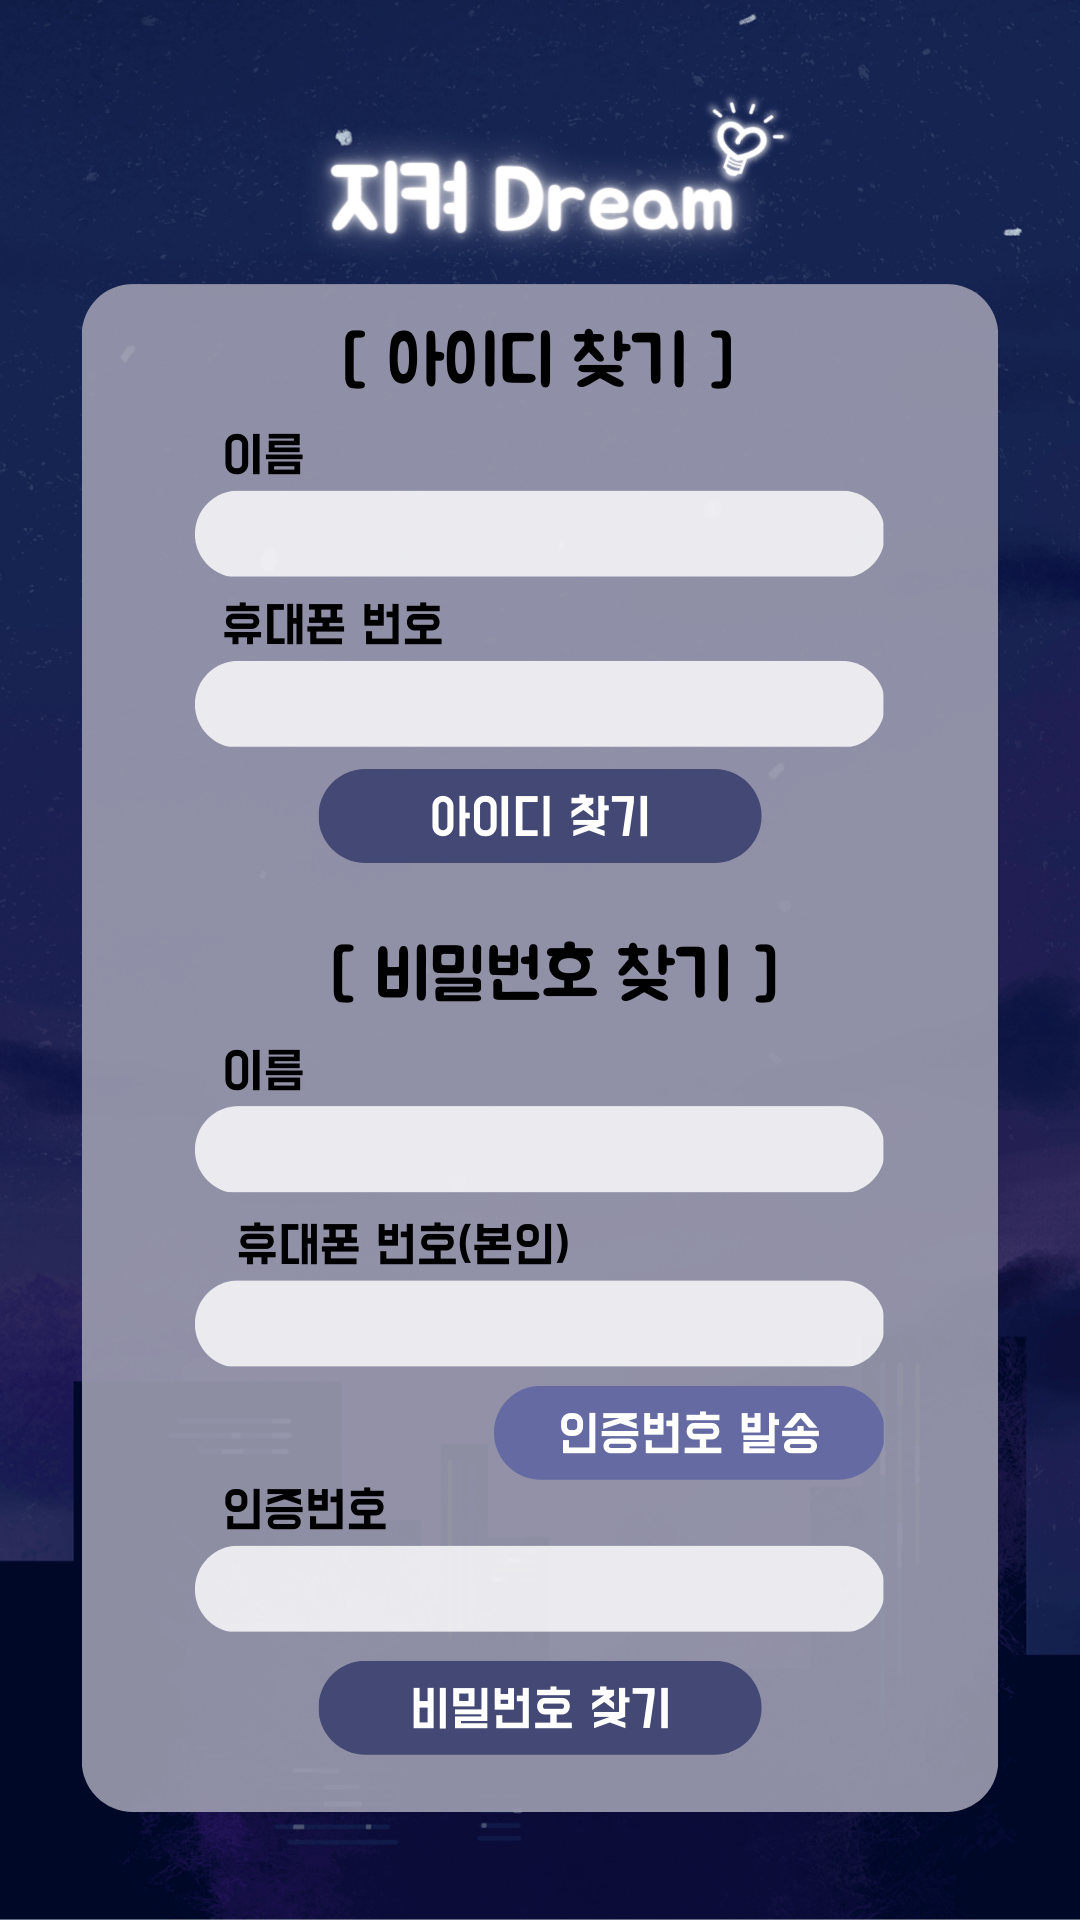 지켜 Dream
[ 아이디 찾기 ]
이름
휴대폰 번호
아이디 찾기
[ 비밀번호 찾기 ]
이름
휴대폰 번호(본인)
인증번호 발송
인증번호
비밀번호 찾기